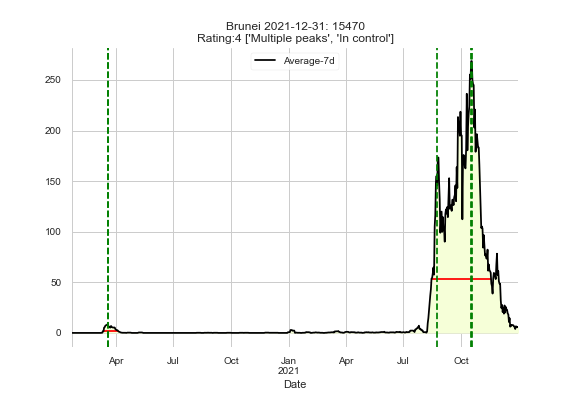 Brunei 2021-12-31: 15470
Rating:4 ['Multiple peaks', 'In control']
Average-7d
250
200
150
100
50
0
Apr Jul Oct Jan Apr Jul Oct
2021
Date